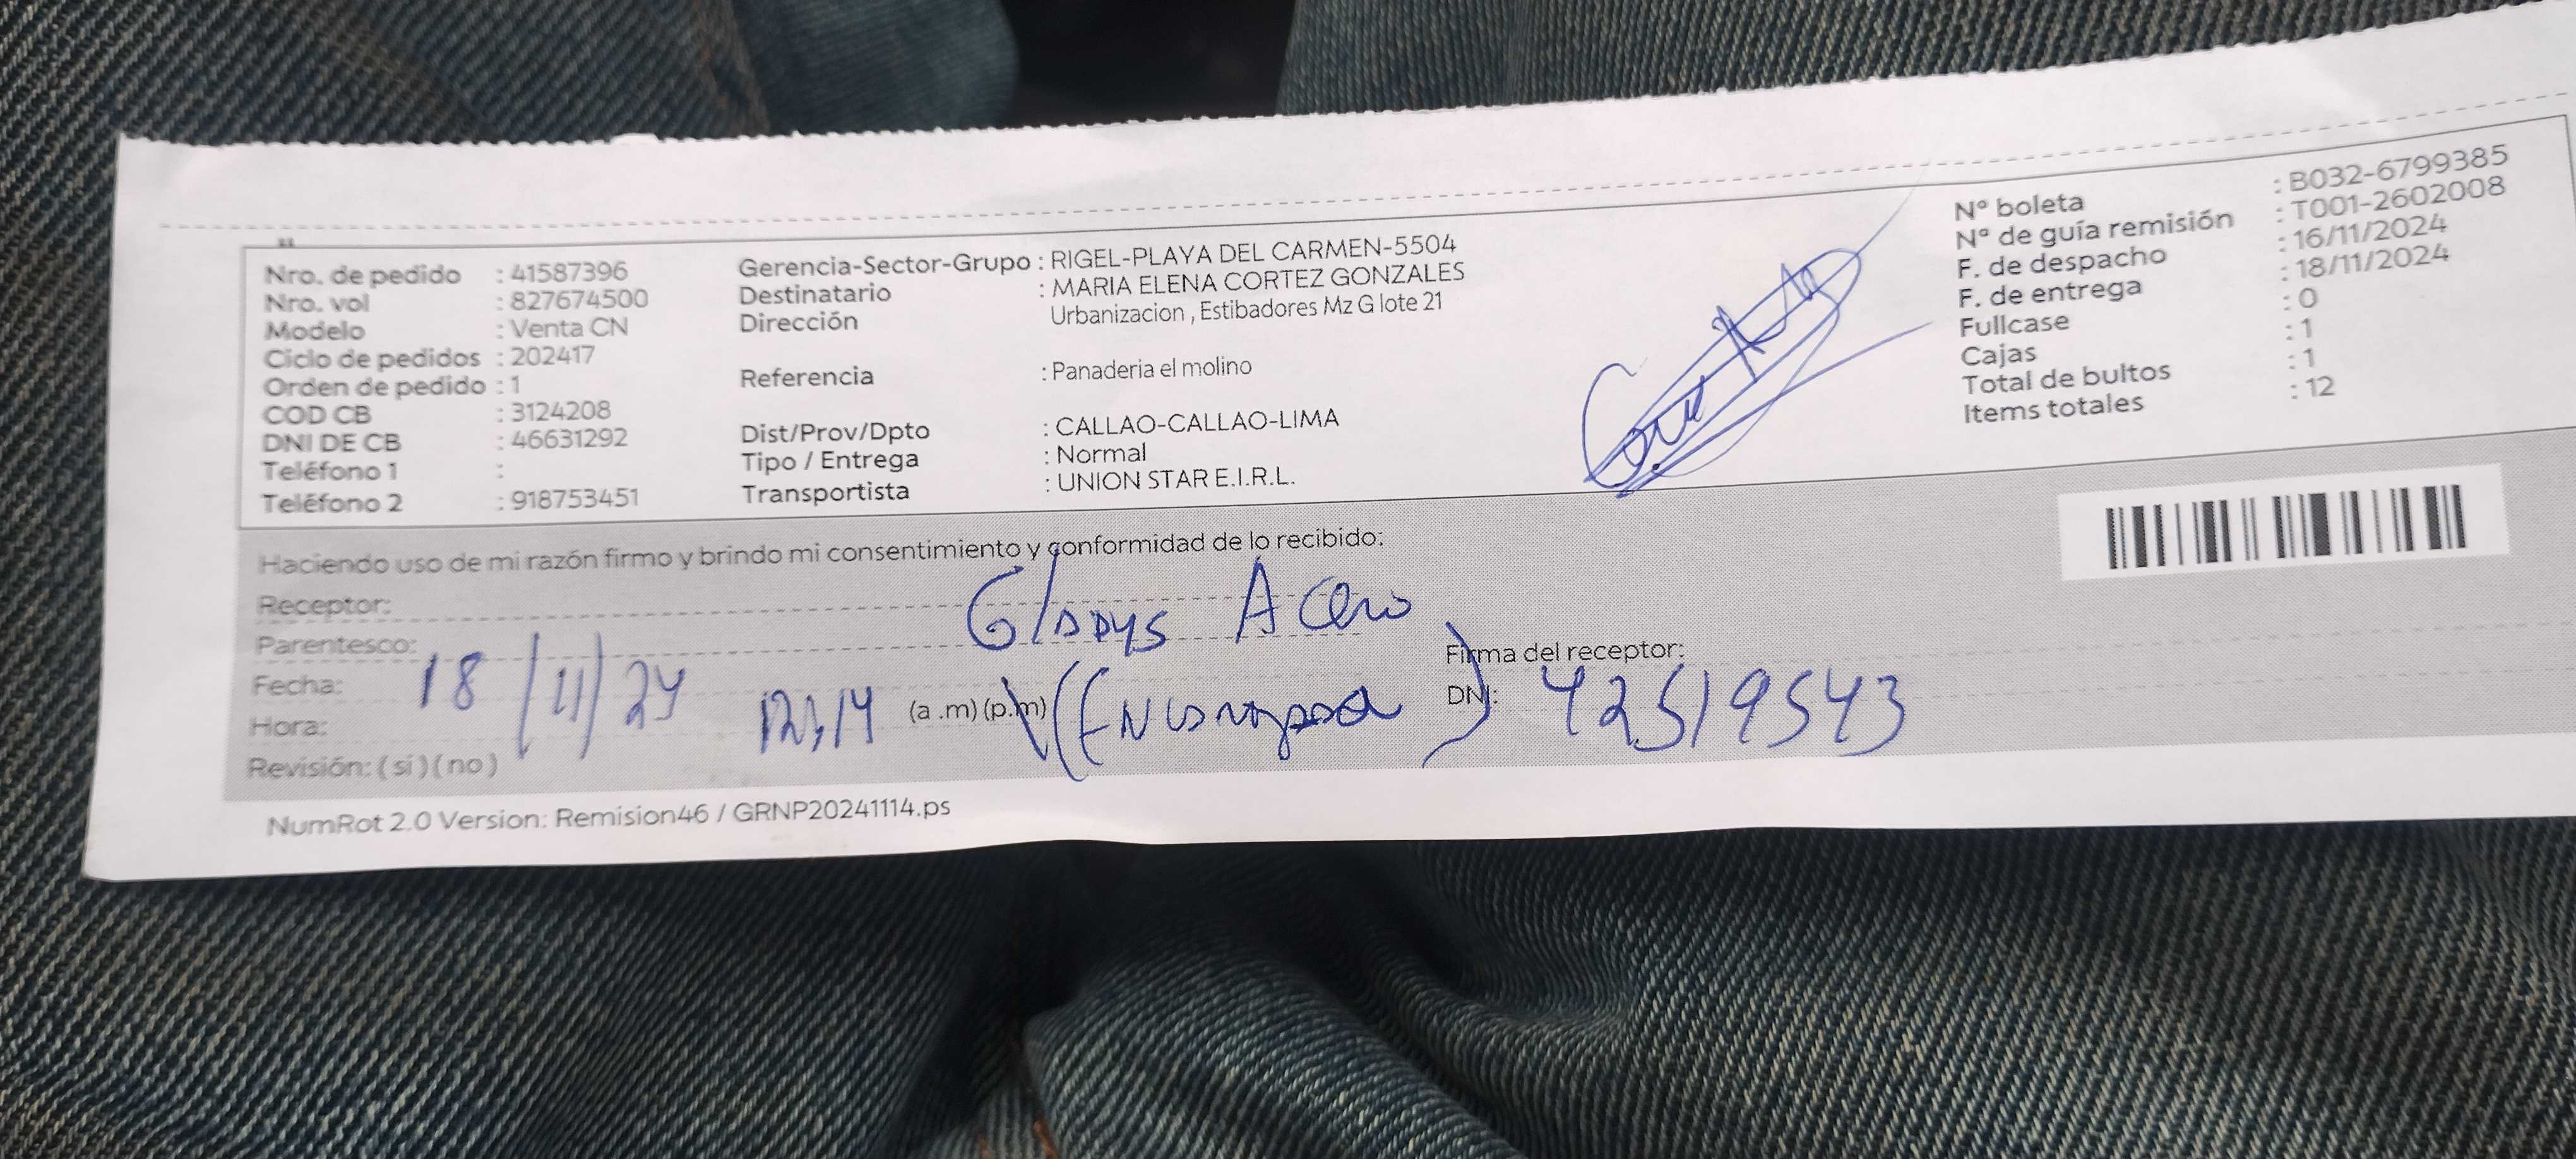 Nro. de pedido : 41587396
Nro. vol : 827674500
Modelo : Venta CN
Ciclo de pedidos : 202417
Orden de pedido : 1
COD CB : 3124208
DNI DE CB : 46631292
Teléfono 1 :
Teléfono 2 : 918753451
Gerencia-Sector-Grupo : RIGEL-PLAYA DEL CARMEN-5504
Destinatario : MARIA ELENA CORTEZ GONZALES
Dirección Urbanizacion , Estibadores Mz G lote 21
Referencia : Panaderia el molino
Dist/Prov/Dpto : CALLAO-CALLAO-LIMA
Tipo / Entrega : Normal
Transportista : UNION STAR E.I.R.L.
N° boleta : B032-6799385
N° de guía remisión : T001-2602008
F. de despacho : 16/11/2024
F. de entrega : 18/11/2024
Fullcase : 0
Cajas : 1
Total de bultos : 1
Items totales : 12
Haciendo uso de mi razón firmo y brindo mi consentimiento y conformidad de lo recibido:
Receptor: Gladys Acero
Parentesco:
Firma del receptor:
Fecha: 18/11/24
Hora: 12:14 (a .m) (p.m) (Encargada) DNI: 42519543
Revisión: ( si ) ( no )
NumRot 2.0 Version: Remision46 / GRNP20241114.ps